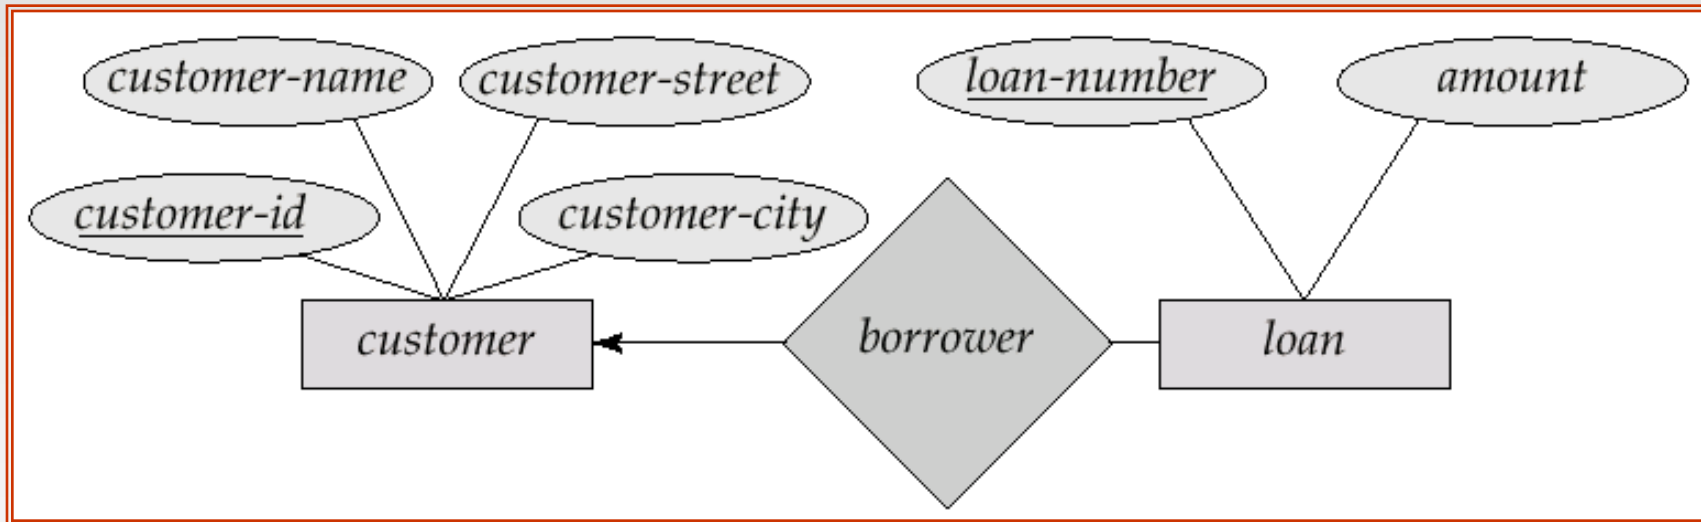 customer-name
customer-street
loan-number
amount
customer-id
customer-city
customer
borrower
loan